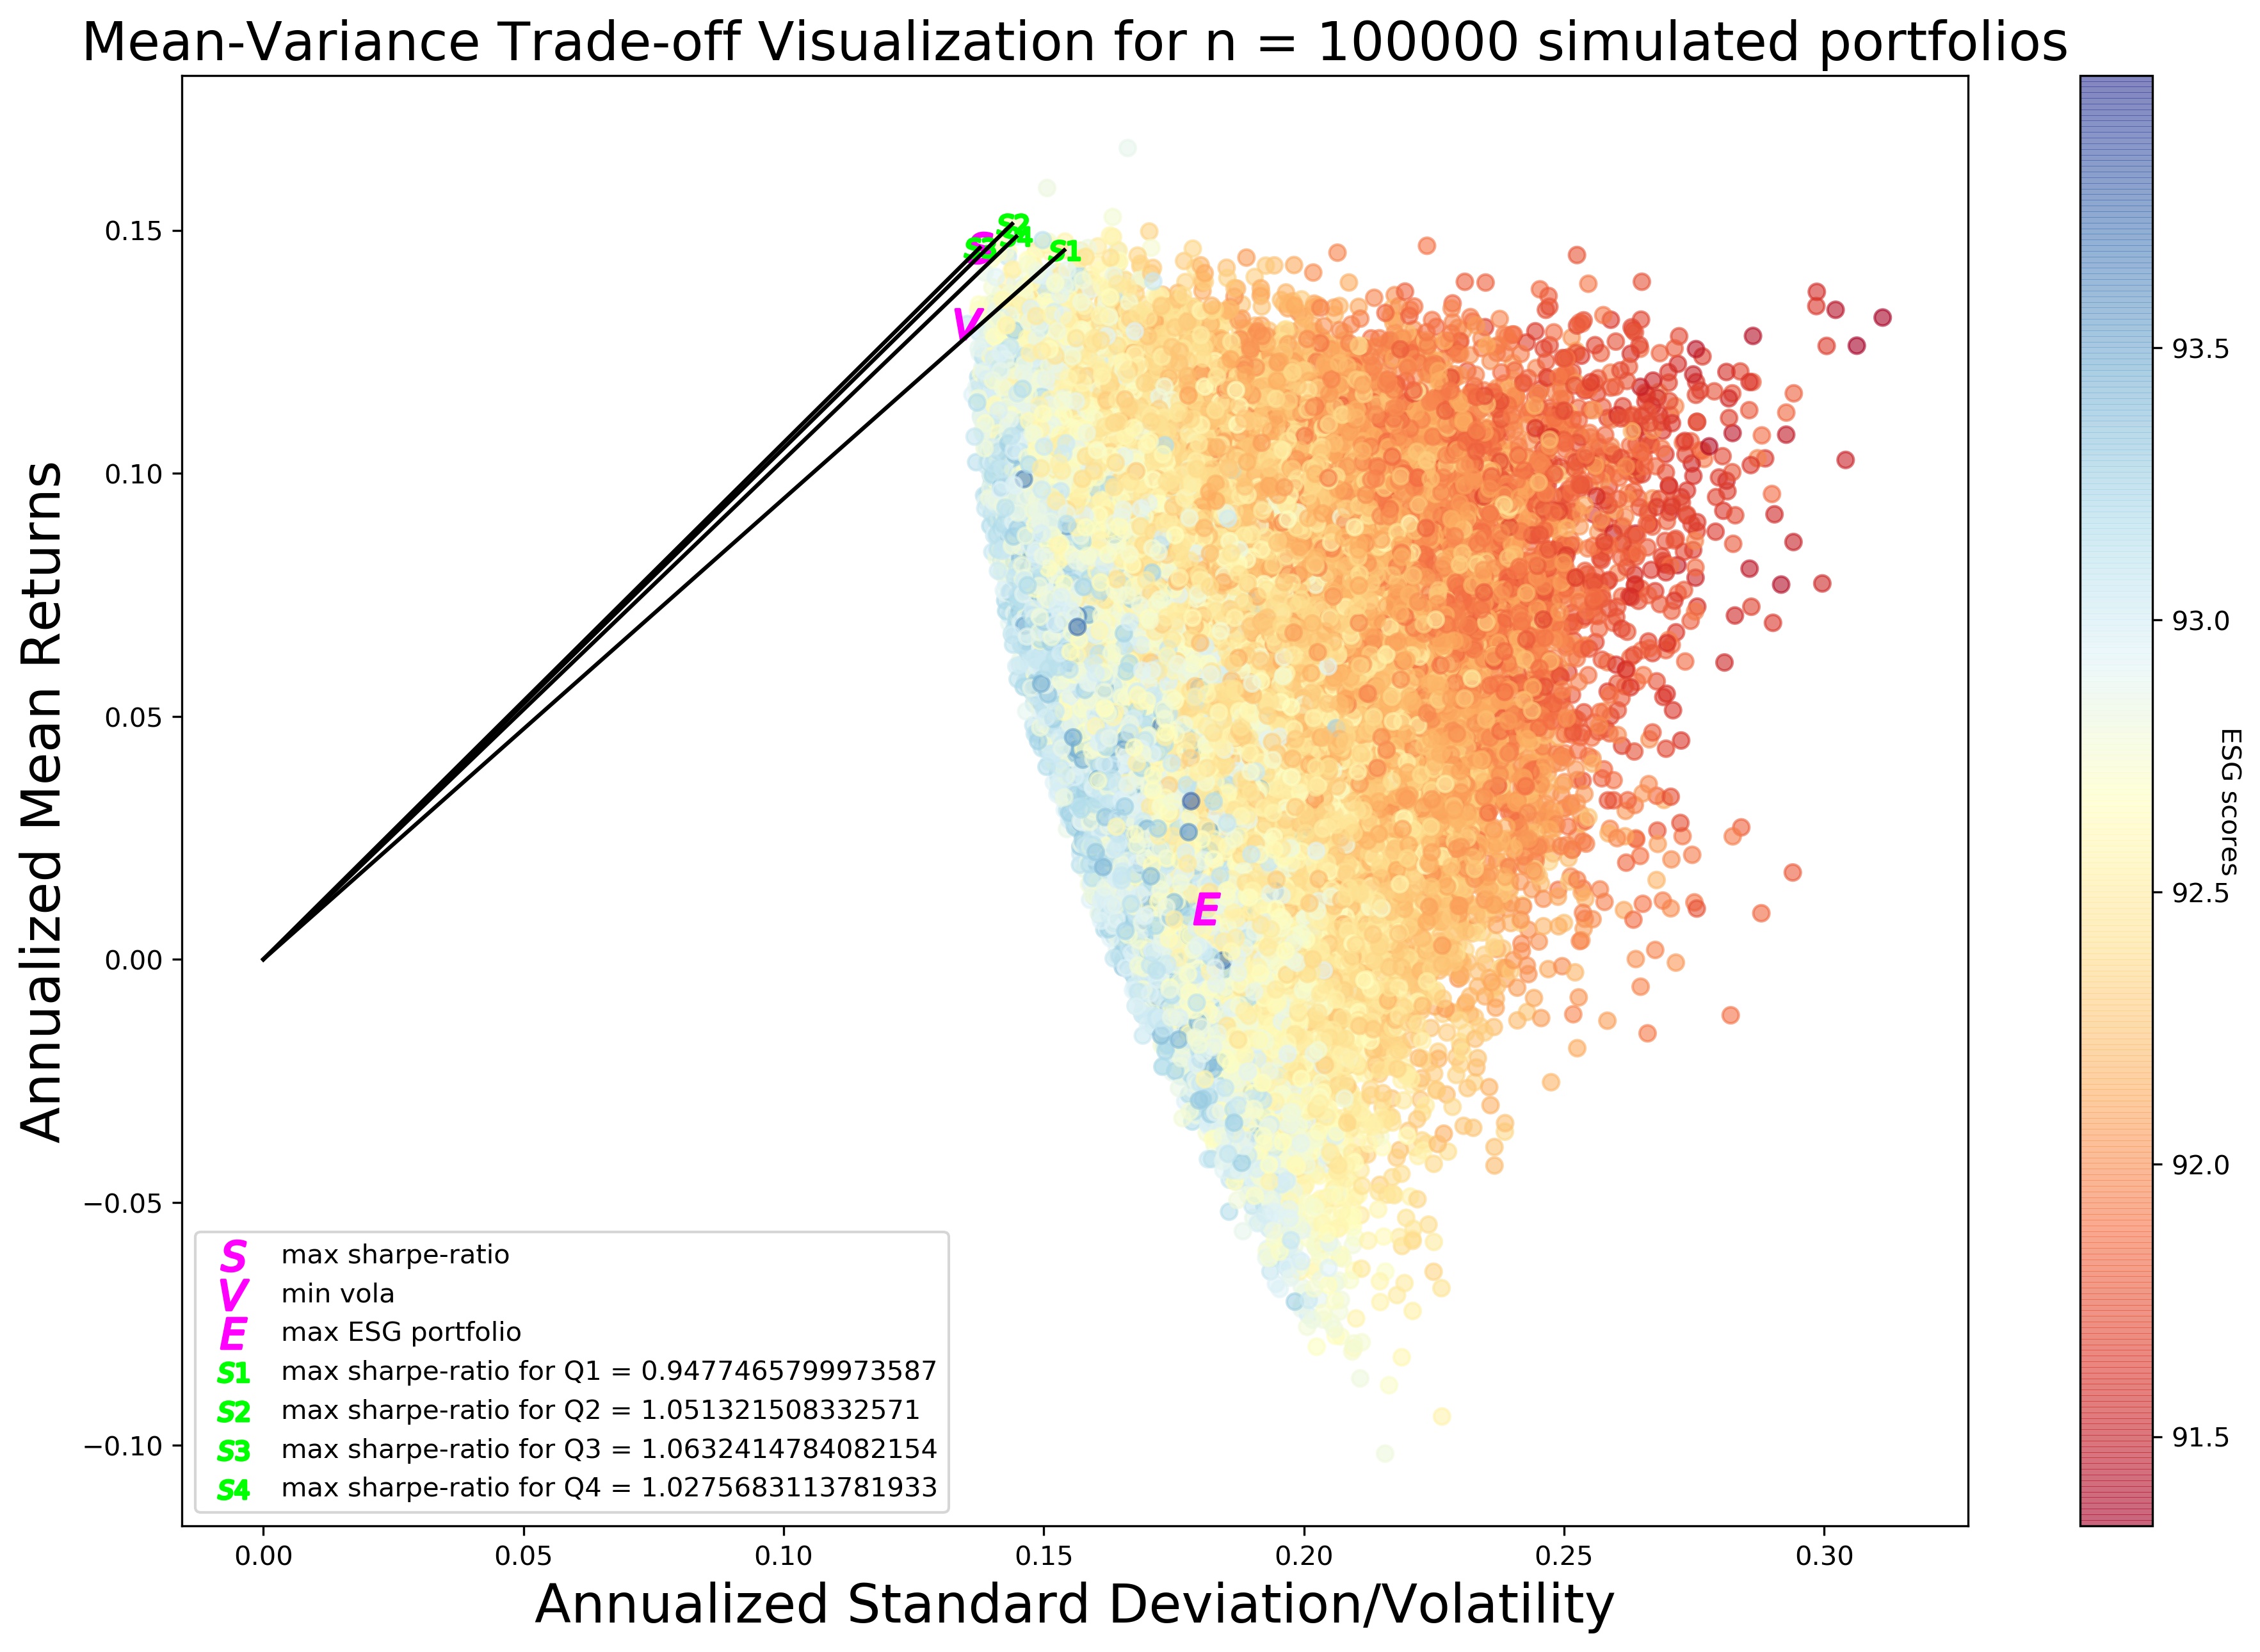 Mean-Variance Trade-off Visualization for n = 100000 simulated portfolios
Annualized Mean Returns
0.15
0.10
0.05
0.00
−0.05
−0.10
S2
S
S3
S4
S1
V
E
S max sharpe-ratio
V min vola
E max ESG portfolio
S1 max sharpe-ratio for Q1 = 0.9477465799973587
S2 max sharpe-ratio for Q2 = 1.051321508332571
S3 max sharpe-ratio for Q3 = 1.0632414784082154
S4 max sharpe-ratio for Q4 = 1.0275683113781933
0.00 0.05 0.10 0.15 0.20 0.25 0.30
Annualized Standard Deviation/Volatility
93.5
93.0
92.5
92.0
91.5
ESG scores